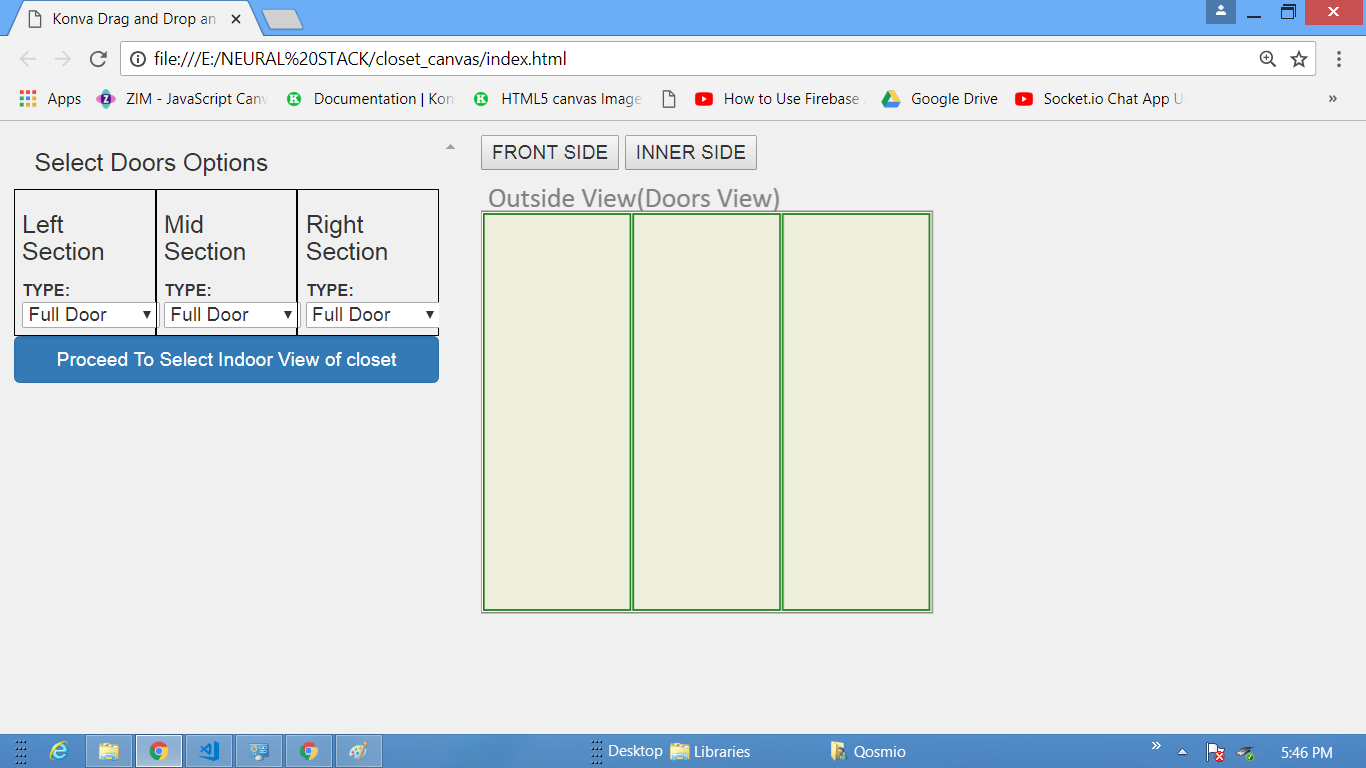 Konva Drag and Drop an
file:///E:/NEURAL%20STACK/closet_canvas/index.html
Apps ZIM - JavaScript Canv Documentation | Kon HTML5 canvas Image How to Use Firebase Google Drive Socket.io Chat App U »
Select Doors Options
Left Section
Mid Section
Right Section
TYPE: TYPE: TYPE:
Full Door Full Door Full Door
Proceed To Select Indoor View of closet
FRONT SIDE INNER SIDE
Outside View(Doors View)
Desktop Libraries Qosmio 5:46 PM